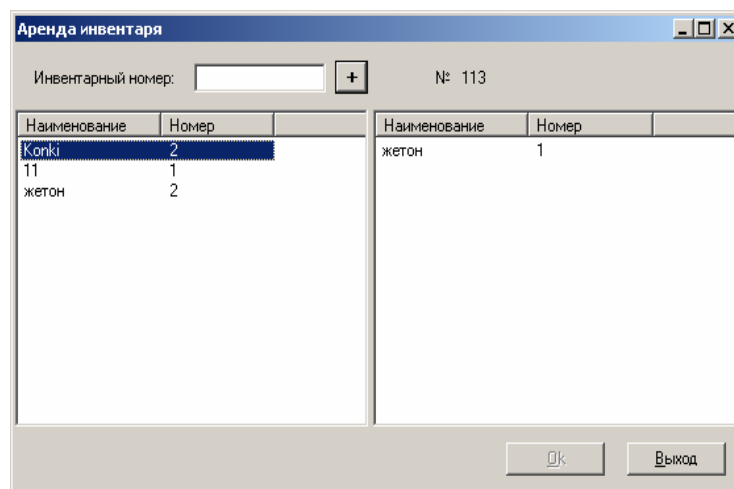 Аренда инвентаря
Инвентарный номер: + № 113
Наименование Номер Наименование Номер
Konki 2 жетон 1
11 1
жетон 2
Ok Выход